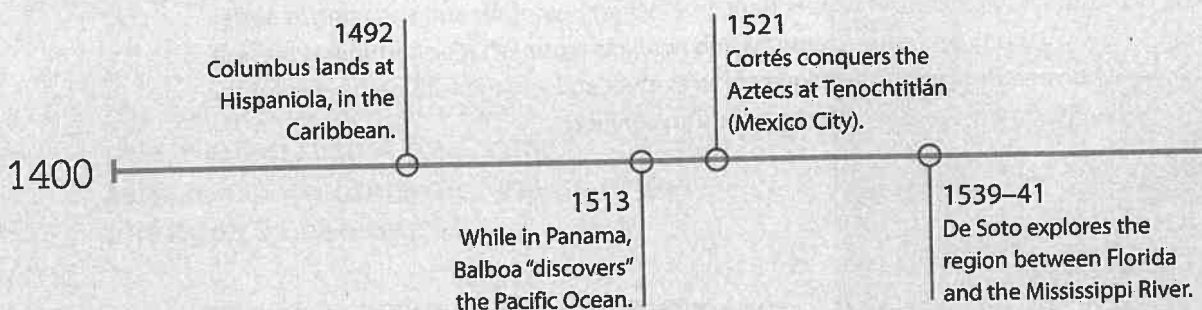 1400
1492
Columbus lands at
Hispaniola, in the
Caribbean.
1513
While in Panama,
Balboa “discovers”
the Pacific Ocean.
1521
Cortés conquers the
Aztecs at Tenochtitlán
(Mexico City).
1539–41
De Soto explores the
region between Florida
and the Mississippi River.